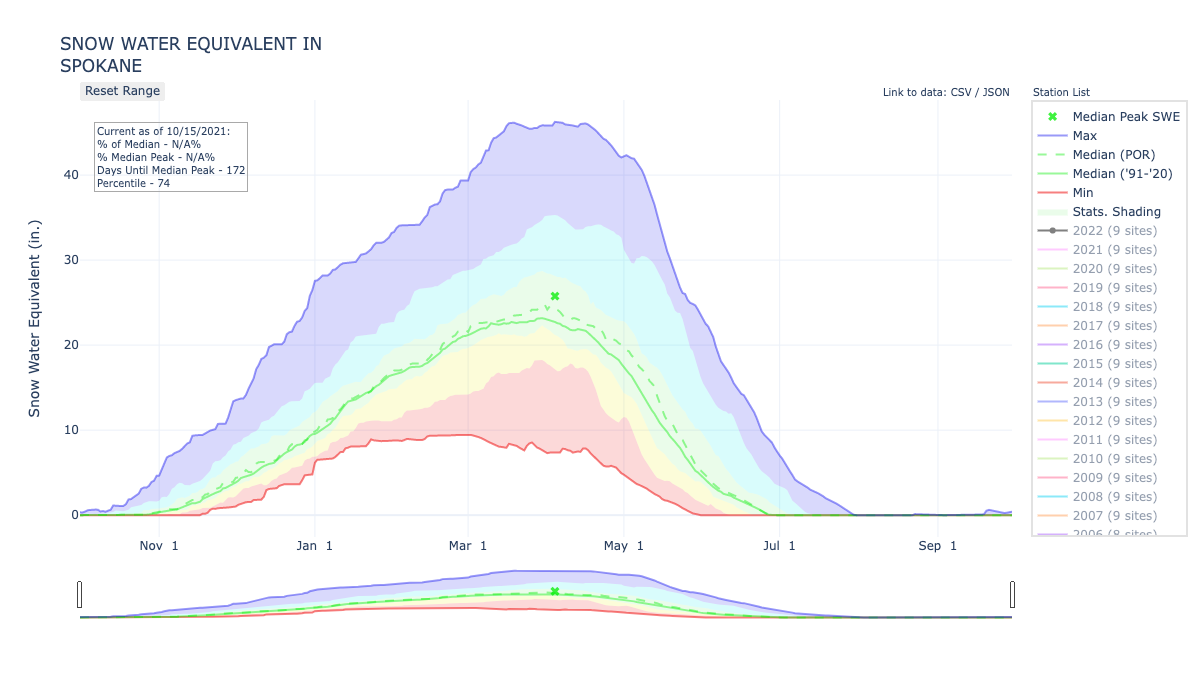 SNOW WATER EQUIVALENT IN
SPOKANE
Reset Range
Link to data: CSV / JSON
Station List
Current as of 10/15/2021:
% of Median - N/A%
% Median Peak - N/A%
Days Until Median Peak - 172
Percentile - 74
Snow Water Equivalent (in.)
40
30
20
10
0
Nov 1
Jan 1
Mar 1
May 1
Jul 1
Sep 1
Median Peak SWE
Max
Median (POR)
Median ('91-'20)
Min
Stats. Shading
2022 (9 sites)
2021 (9 sites)
2020 (9 sites)
2019 (9 sites)
2018 (9 sites)
2017 (9 sites)
2016 (9 sites)
2015 (9 sites)
2014 (9 sites)
2013 (9 sites)
2012 (9 sites)
2011 (9 sites)
2010 (9 sites)
2009 (9 sites)
2008 (9 sites)
2007 (9 sites)
2006 (8 sites)